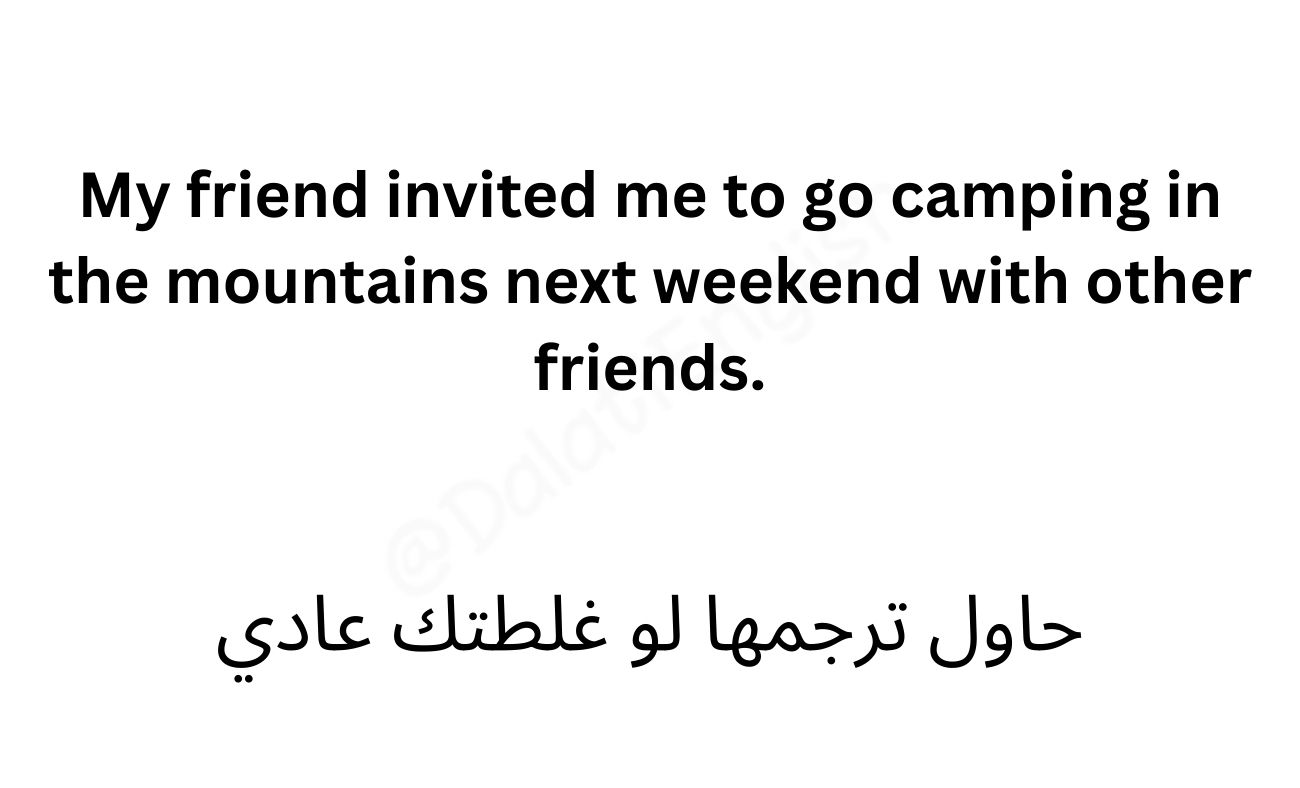 My friend invited me to go camping in
the mountains next weekend with other
friends.
@DalatEnglish
حاول ترجمها لو غلطتك عادي